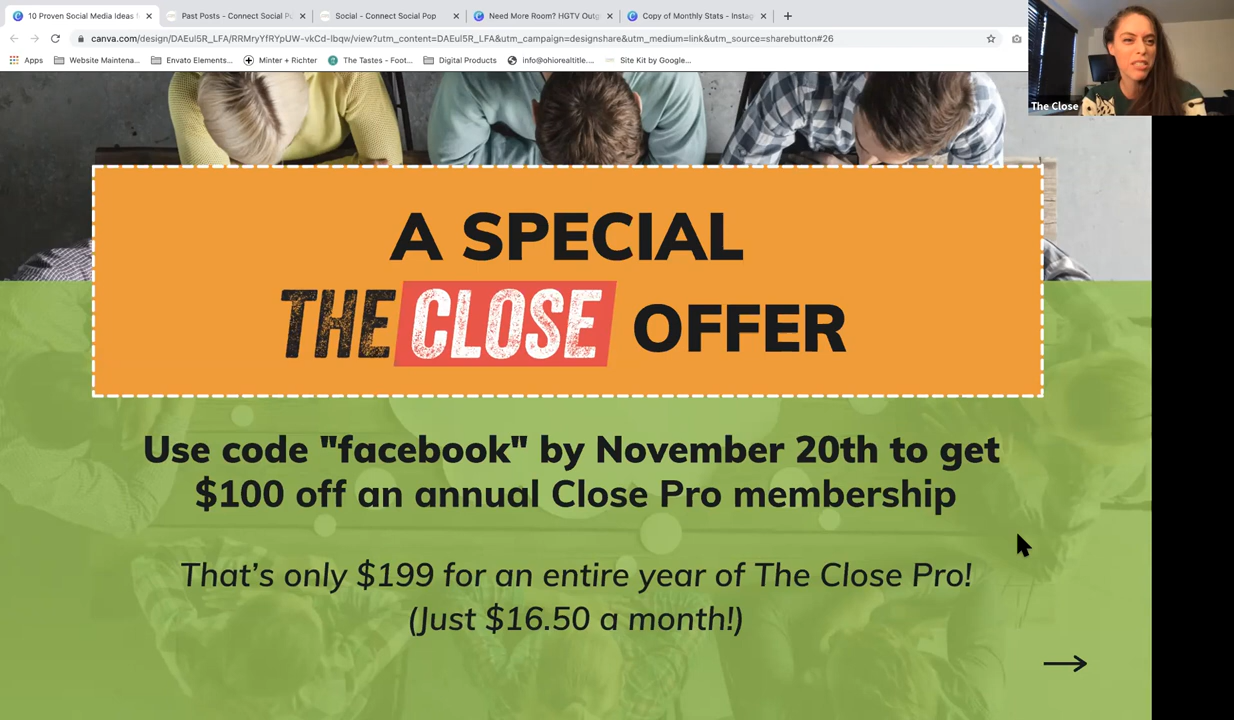 10 Proven Social Media Ideas
Past Posts - Connect Social Po
Social - Connect Social Pop
Need More Room? HGTV Outg
Copy of Monthly Stats - Instag
canva.com/design/DAEul5R_LFA/RRMryYfRYpUW-vkCd-lbqw/view?utm_content=DAEul5R_LFA&utm_campaign=designshare&utm_medium=link&utm_source=sharebutton#26
Apps
Website Maintena...
Envato Elements...
Minter + Richter
The Tastes - Foot...
Digital Products
info@ohiorealtitle....
Site Kit by Google...
The Close
A SPECIAL
THE CLOSE OFFER
Use code "facebook" by November 20th to get
$100 off an annual Close Pro membership
That's only $199 for an entire year of The Close Pro!
(Just $16.50 a month!)